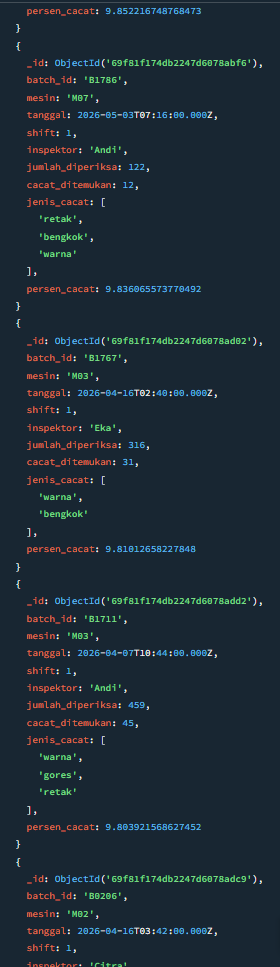 persen_cacat: 9.852216748768473
}
{
_id: ObjectId('69f81f174db2247d6078abf6'),
batch_id: 'B1786',
mesin: 'M07',
tanggal: 2026-05-03T07:16:00.000Z,
shift: 1,
inspektor: 'Andi',
jumlah_diperiksa: 122,
cacat_ditemukan: 12,
jenis_cacat: [
'retak',
'bengkok',
'warna'
],
persen_cacat: 9.836065573770492
}
{
_id: ObjectId('69f81f174db2247d6078ad02'),
batch_id: 'B1767',
mesin: 'M03',
tanggal: 2026-04-16T02:40:00.000Z,
shift: 1,
inspektor: 'Eka',
jumlah_diperiksa: 316,
cacat_ditemukan: 31,
jenis_cacat: [
'warna',
'bengkok'
],
persen_cacat: 9.81012658227848
}
{
_id: ObjectId('69f81f174db2247d6078add2'),
batch_id: 'B1711',
mesin: 'M03',
tanggal: 2026-04-07T10:44:00.000Z,
shift: 1,
inspektor: 'Andi',
jumlah_diperiksa: 459,
cacat_ditemukan: 45,
jenis_cacat: [
'warna',
'gores',
'retak'
],
persen_cacat: 9.803921568627452
}
{
_id: ObjectId('69f81f174db2247d6078adc9'),
batch_id: 'B0206',
mesin: 'M02',
tanggal: 2026-04-16T03:42:00.000Z,
shift: 1,
inspektor: 'Citra'